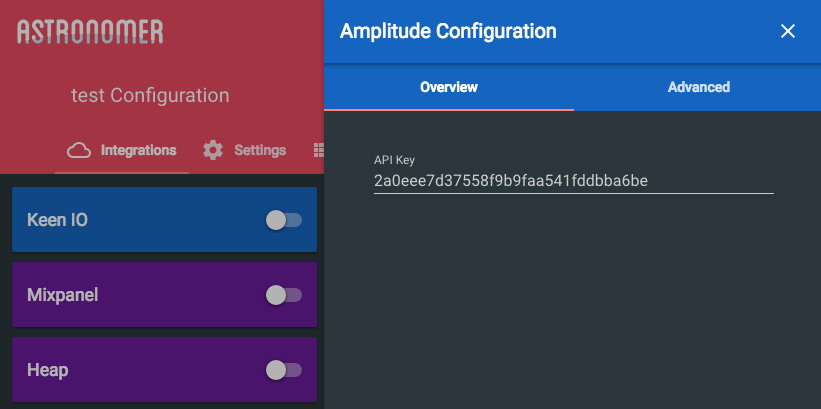 ASTRONOMER
test Configuration
Integrations
Settings
Keen IO
Mixpanel
Heap
Amplitude Configuration
Overview
Advanced
API Key
2a0eee7d37558f9b9faa541fddbba6be